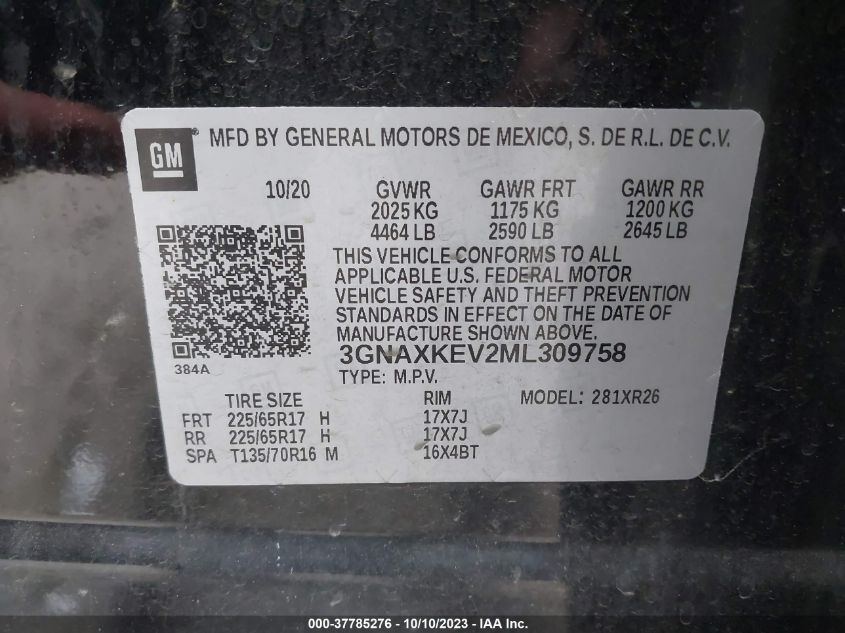 GM ® MFD BY GENERAL MOTORS DE MEXICO, S. DE R.L. DE C.V.
10/20 GVWR GAWR FRT GAWR RR
2025 KG 1175 KG 1200 KG
4464 LB 2590 LB 2645 LB
THIS VEHICLE CONFORMS TO ALL
APPLICABLE U.S. FEDERAL MOTOR
VEHICLE SAFETY AND THEFT PREVENTION
STANDARDS IN EFFECT ON THE DATE OF
MANUFACTURE SHOWN ABOVE.
3GNAXKEV2ML309758
384A
TYPE: M.P.V.
TIRE SIZE RIM MODEL: 281XR26
FRT 225/65R17 H 17X7J
RR 225/65R17 H 17X7J
SPA T135/70R16 M 16X4BT
000-37785276 - 10/10/2023 - IAA Inc.